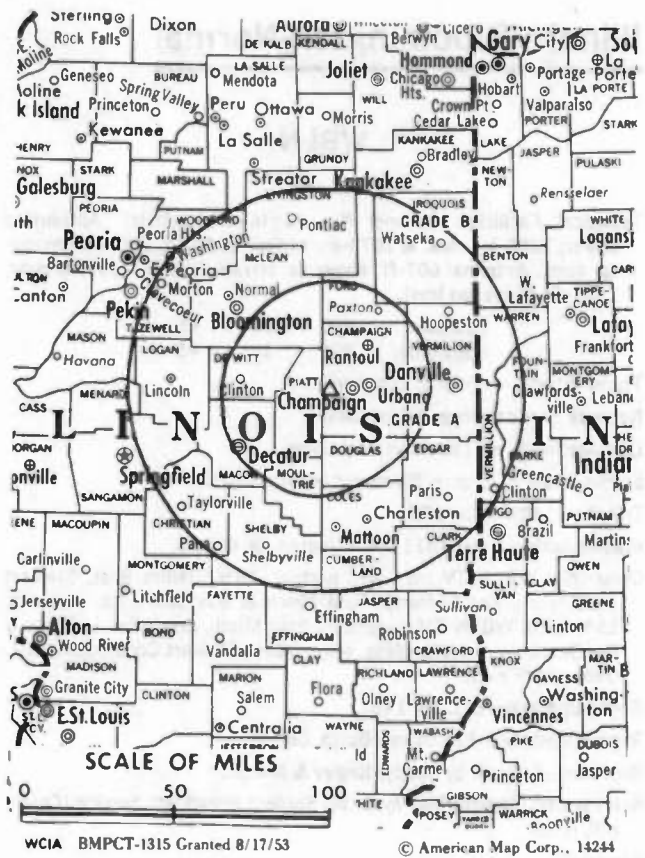 Sterling Dixon Aurora Cicero Gary City
Rock Falls DE KALB KENDALL Berwyn Hammond
Moline Geneseo BUREAU LA SALLE Joliet Chicago Hts. Hobart Portage La Porte
Mendota WILL Valparaiso LA PORTE
Spring Valley Peru Ottawa Crown Pt. PORTER
Princeton Morris Cedar Lake
Kewanee La Salle KANKAKEE LAKE STARK
HENRY PUTNAM GRUNDY Bradley JASPER PULASKI
STARK MARSHALL Streator Kankakee NEWTON
Galesburg LIVINGSTON IROQUOIS Rensselaer
PEORIA WOODFORD Pontiac GRADE B WHITE
Peoria Peoria Hts. Washington McLEAN Watseka BENTON
Bartonville E.Peoria
Canton Creve Coeur Morton Normal FORD W. Lafayette TIPPECANOE
Pekin TAZEWELL Bloomington Paxton Hoopeston WARREN
MASON LOGAN CHAMPAIGN VERMILION Frankfort
Havana DE WITT Rantoul Danville FOUNTAIN MONTGOMERY
MENARD Lincoln Clinton PIATT Urbana Crawfordsville
CASS Champaign
L I N O I S GRADE A VERMILLION IN
MORGAN Decatur DOUGLAS EDGAR PARKE
Springfield MACON MOULTRIE Greencastle
SANGAMON COLES Paris Clinton PUTNAM
Taylorville Charleston VIGO
MACOUPIN CHRISTIAN SHELBY Mattoon Brazil
Pana Shelbyville CLARK
Carlinville MONTGOMERY CUMBERLAND Terre Haute
FAYETTE JASPER SULLIVAN CLAY OWEN
Jerseyville Litchfield Effingham Sullivan GREENE
Alton BOND Robinson Linton
Wood River Vandalia EFFINGHAM CRAWFORD
MADISON CLAY KNOX MARTIN
Granite City CLINTON MARION Flora RICHLAND LAWRENCE DAVIESS
Salem Olney Lawrenceville Washington
E.St.Louis Centralia Vincennes
WAYNE EDWARDS WABASH PIKE DUBOIS
SCALE OF MILES Mt. Carmel Princeton Jasper
0 50 100 GIBSON
POSEY WARRICK Boonville
WCIA BMPCT-1315 Granted 8/17/53 © American Map Corp., 14244